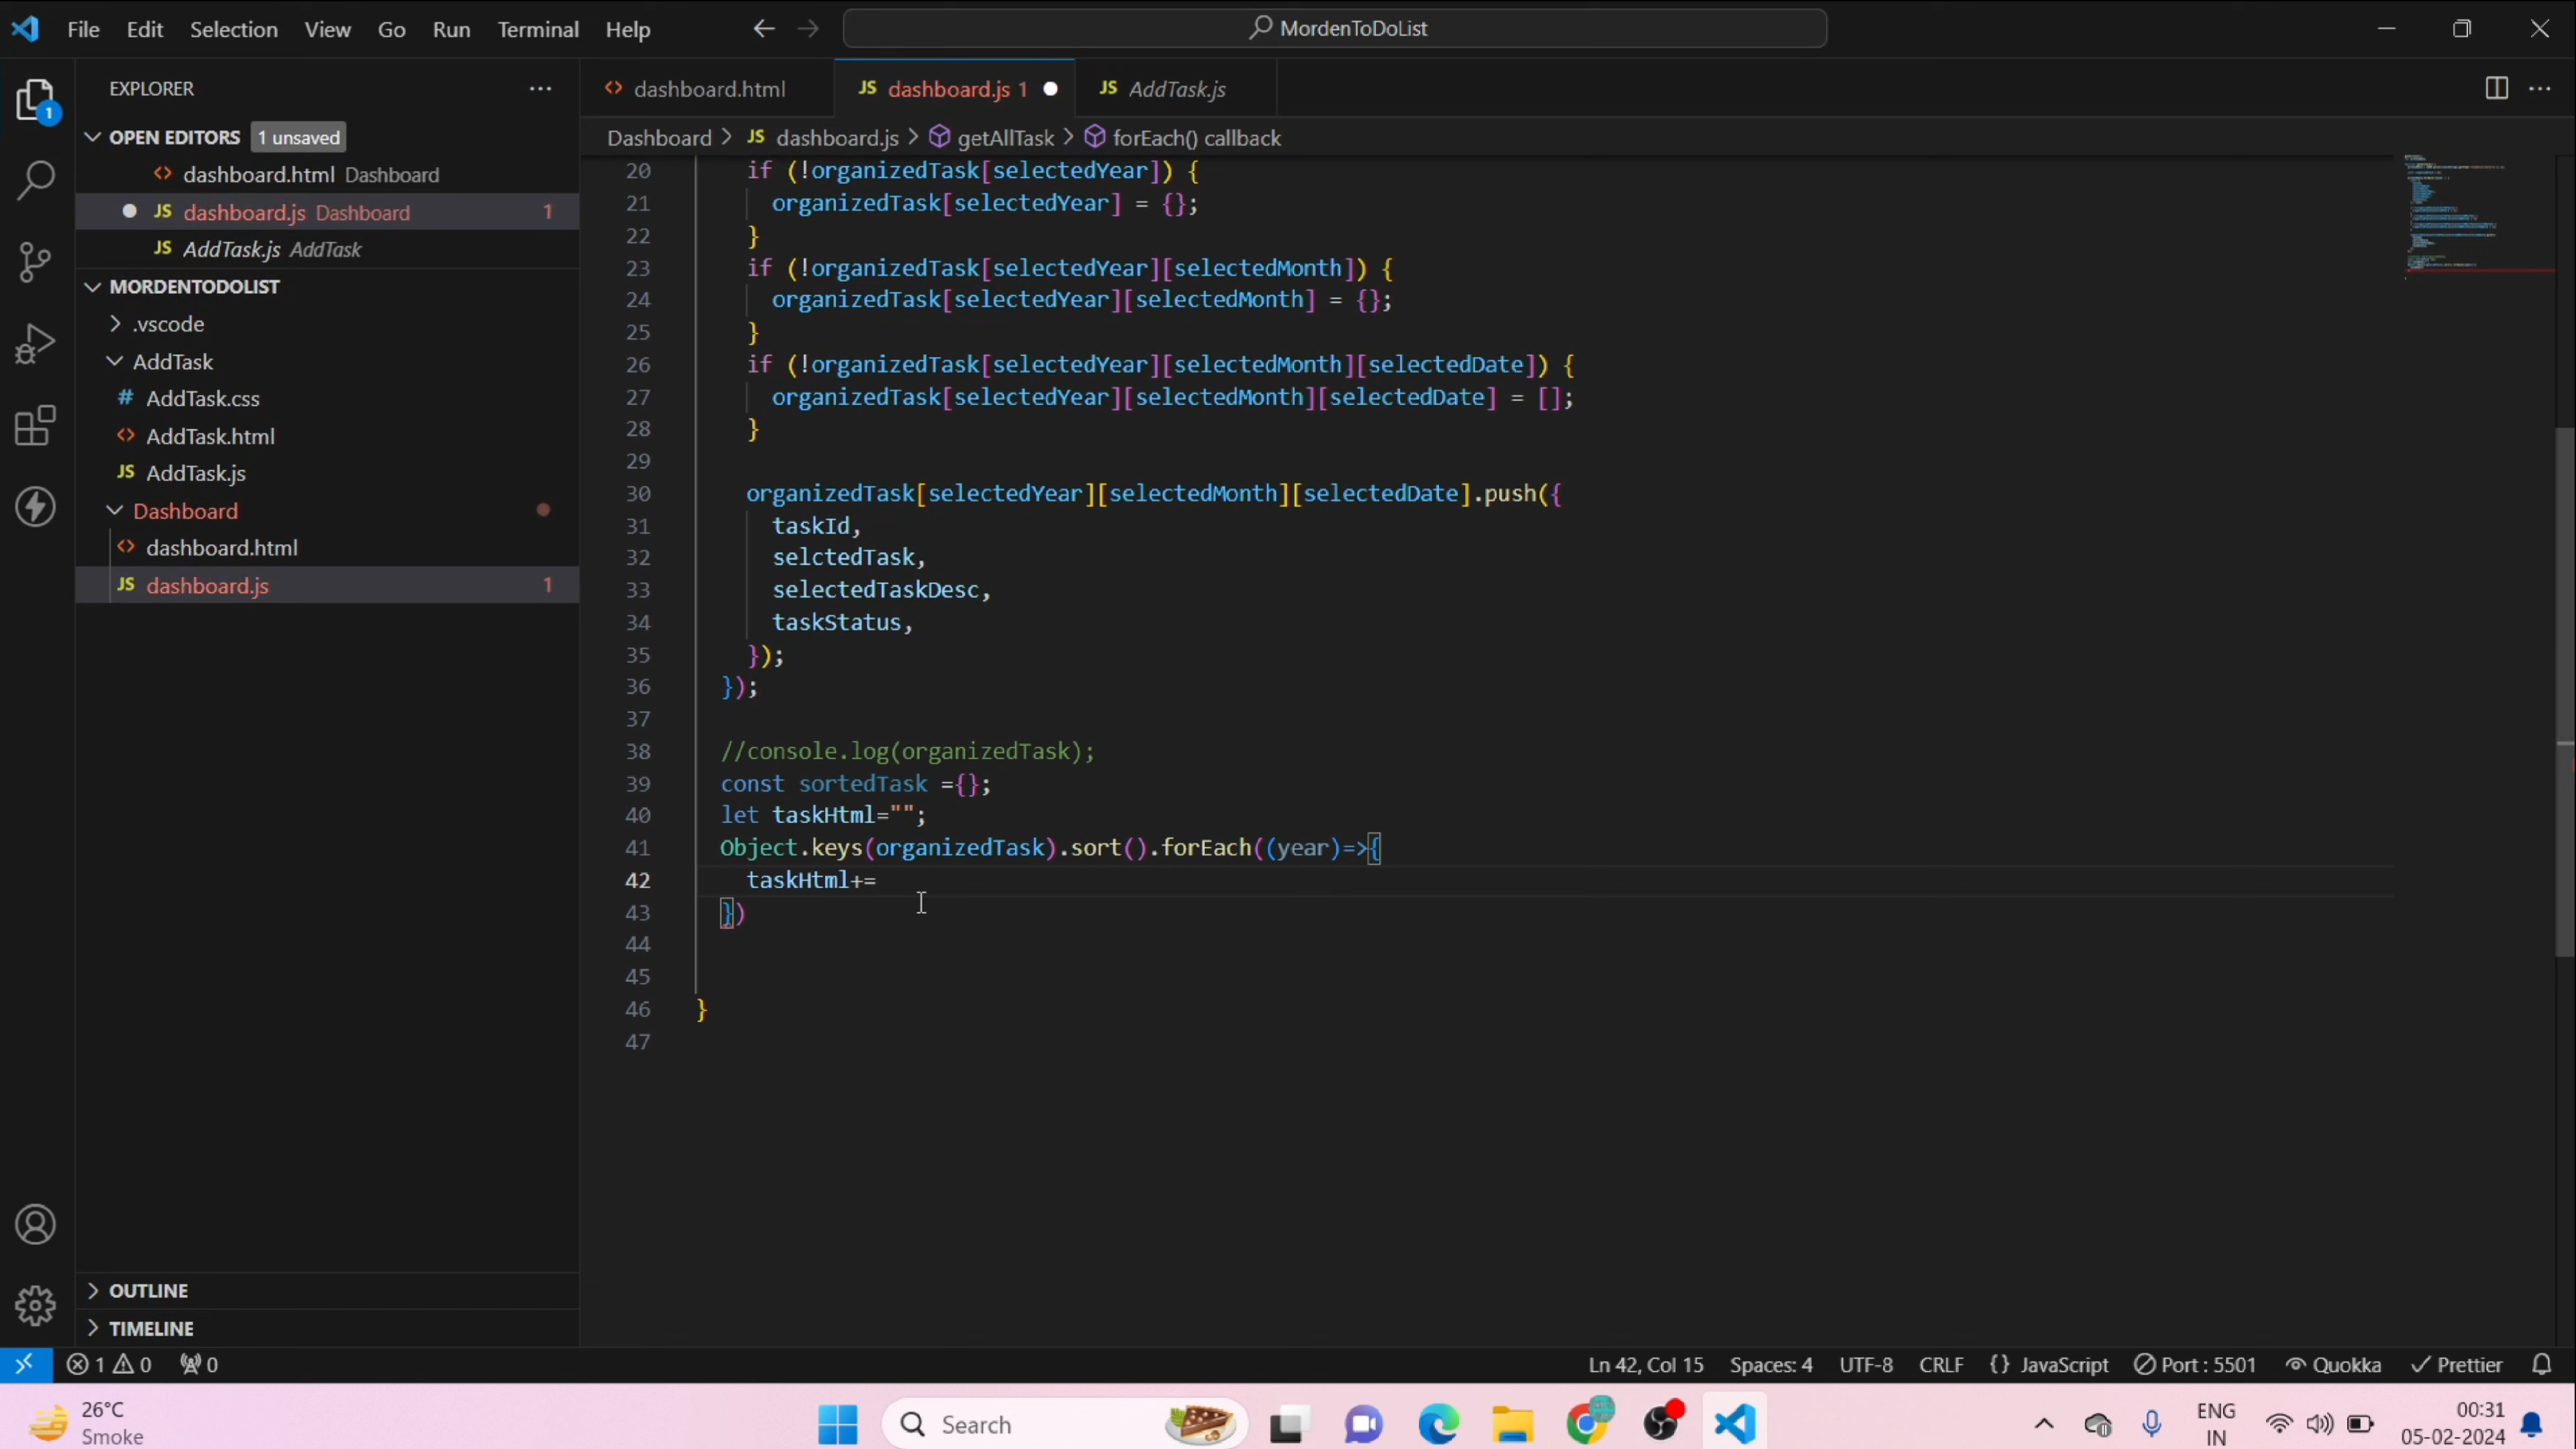 File Edit Selection View Go Run Terminal Help
MordenToDoList
EXPLORER
OPEN EDITORS 1 unsaved
dashboard.html Dashboard
dashboard.js Dashboard 1
AddTask.js AddTask
MORDENTODOLIST
.vscode
AddTask
# AddTask.css
<> AddTask.html
JS AddTask.js
Dashboard
<> dashboard.html
JS dashboard.js 1
OUTLINE
TIMELINE
<> dashboard.html JS dashboard.js 1 JS AddTask.js
Dashboard > JS dashboard.js > getAllTask > forEach() callback
20 if (!organizedTask[selectedYear]) {
21 organizedTask[selectedYear] = {};
22 }
23 if (!organizedTask[selectedYear][selectedMonth]) {
24 organizedTask[selectedYear][selectedMonth] = {};
25 }
26 if (!organizedTask[selectedYear][selectedMonth][selectedDate]) {
27 organizedTask[selectedYear][selectedMonth][selectedDate] = [];
28 }
29
30 organizedTask[selectedYear][selectedMonth][selectedDate].push({
31 taskId,
32 selctedTask,
33 selectedTaskDesc,
34 taskStatus,
35 });
36 });
37
38 //console.log(organizedTask);
39 const sortedTask ={};
40 let taskHtml="";
41 Object.keys(organizedTask).sort().forEach((year)=>{
42 taskHtml+=
43 })
44
45
46 }
47
1 0 0
Ln 42, Col 15 Spaces: 4 UTF-8 CRLF {} JavaScript Port : 5501 Quokka Prettier
26°C
Smoke
Search
ENG
IN
00:31
05-02-2024